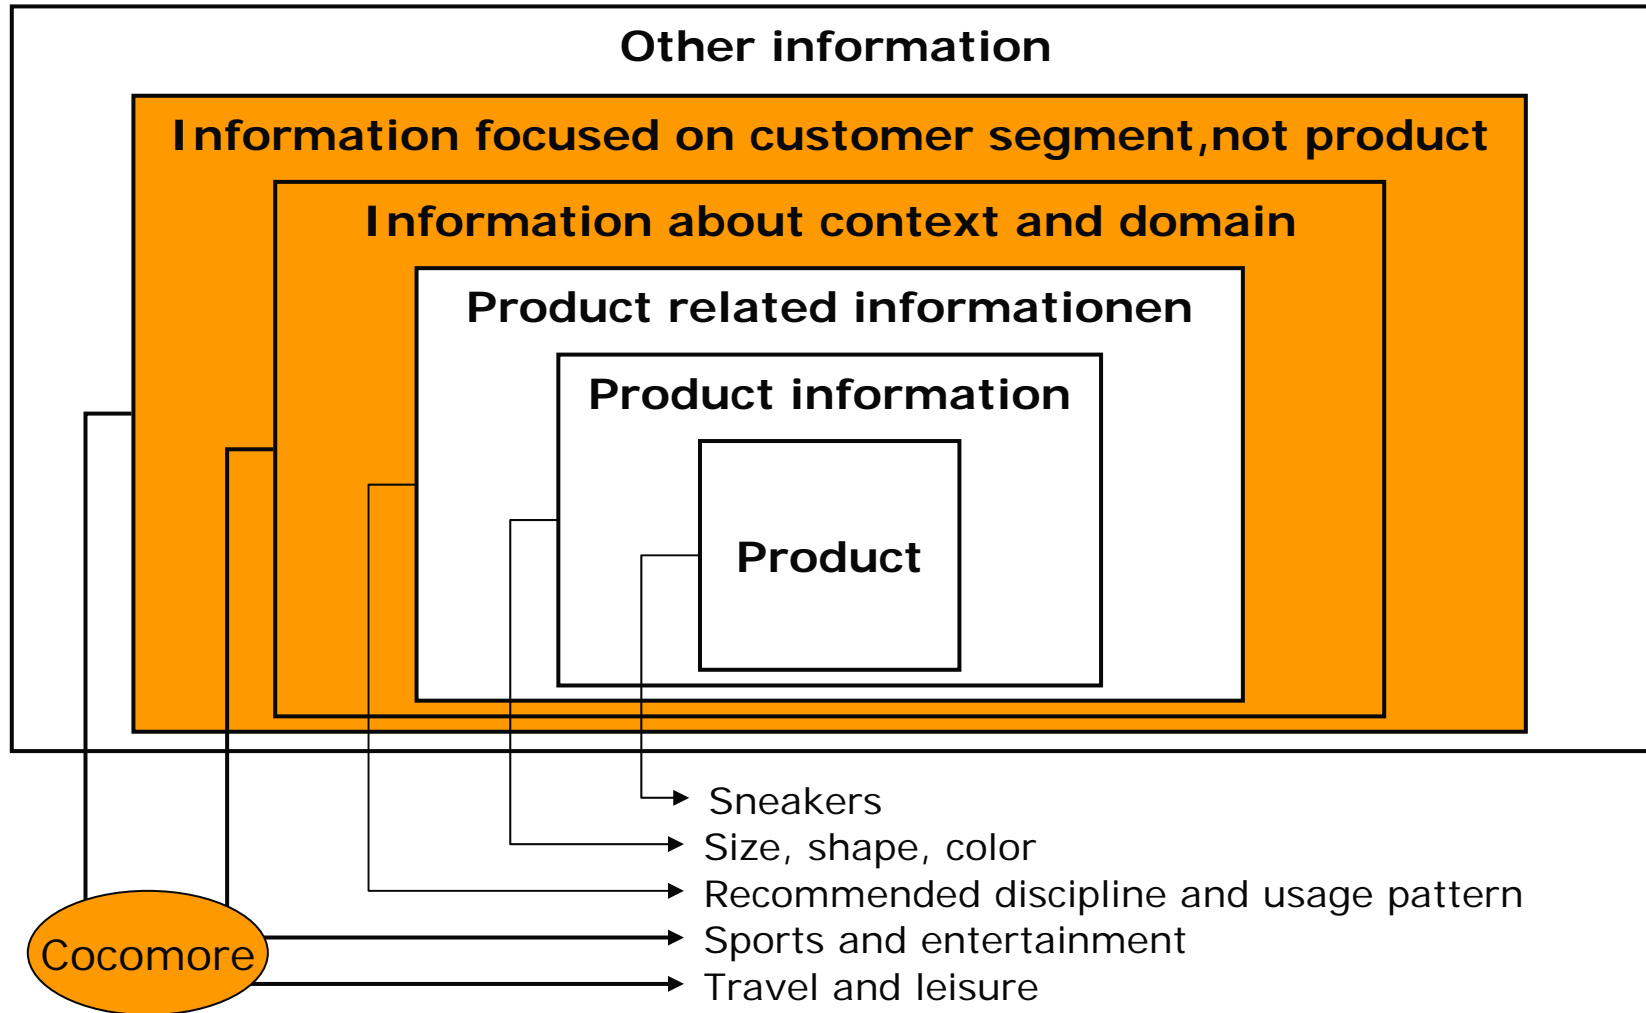 Other information
Information focused on customer segment,not product
Information about context and domain
Product related informationen
Product information
Product
Sneakers
Size, shape, color
Recommended discipline and usage pattern
Cocomore
Sports and entertainment
Travel and leisure